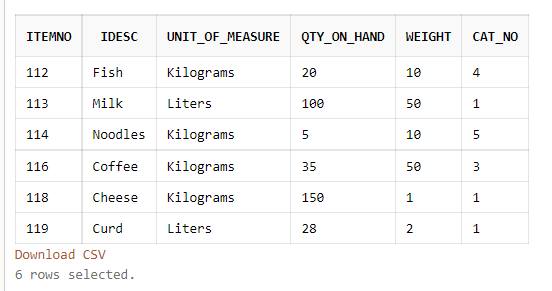 ITEMNO IDESC UNIT_OF_MEASURE QTY_ON_HAND WEIGHT CAT_NO
112 Fish Kilograms 20 10 4
113 Milk Liters 100 50 1
114 Noodles Kilograms 5 10 5
116 Coffee Kilograms 35 50 3
118 Cheese Kilograms 150 1 1
119 Curd Liters 28 2 1
Download CSV
6 rows selected.